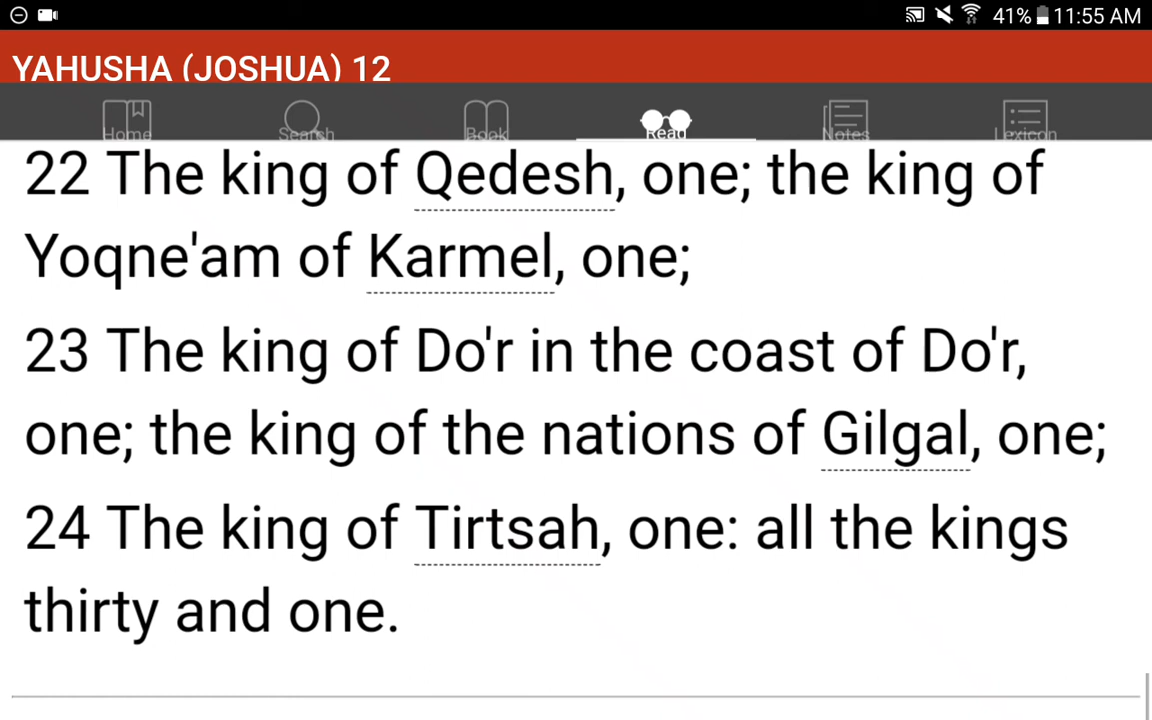 41% 11:55 AM
YAHUSHA (JOSHUA) 12
Home Search Book Read Notes Lexicon
22 The king of Qedesh, one; the king of
Yoqne'am of Karmel, one;
23 The king of Do'r in the coast of Do'r,
one; the king of the nations of Gilgal, one;
24 The king of Tirtsah, one: all the kings
thirty and one.